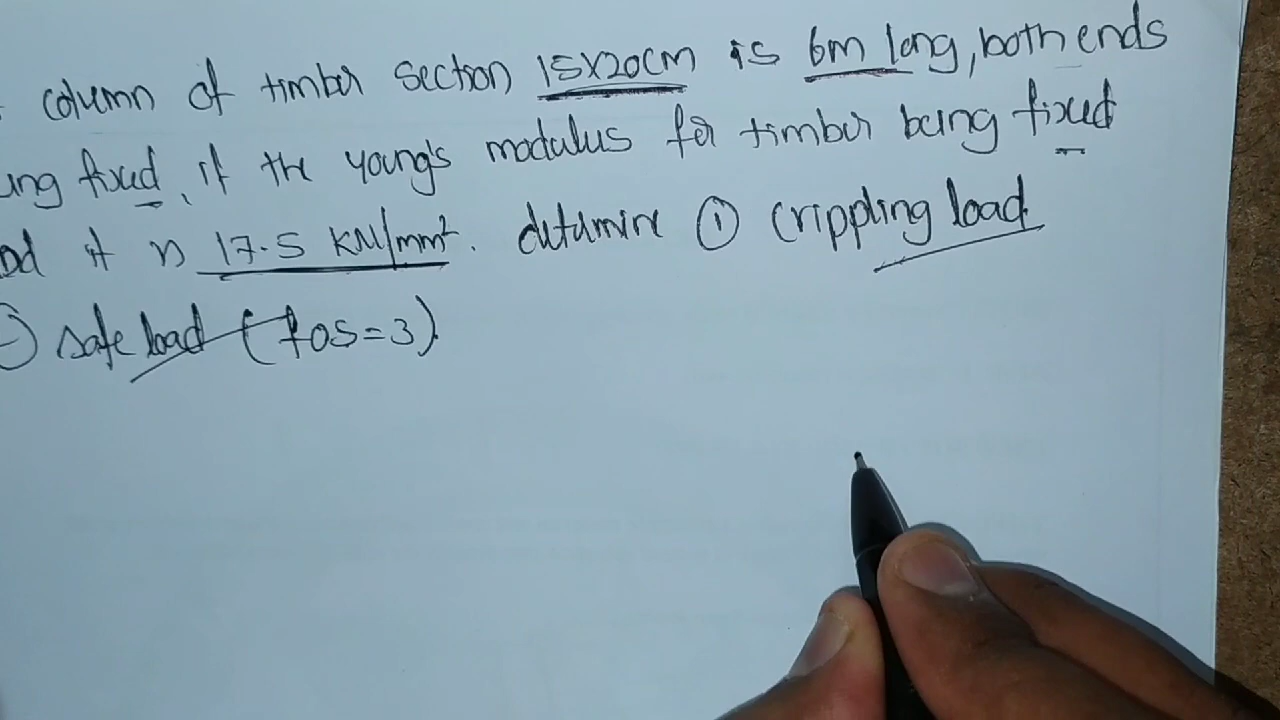 column of timber section 15x20cm is 6m long, both ends
ing fixed, if the young's modulus for timber being fixed
it is 17.5 KN/mm². determine ① crippling load
safe load (fos=3)